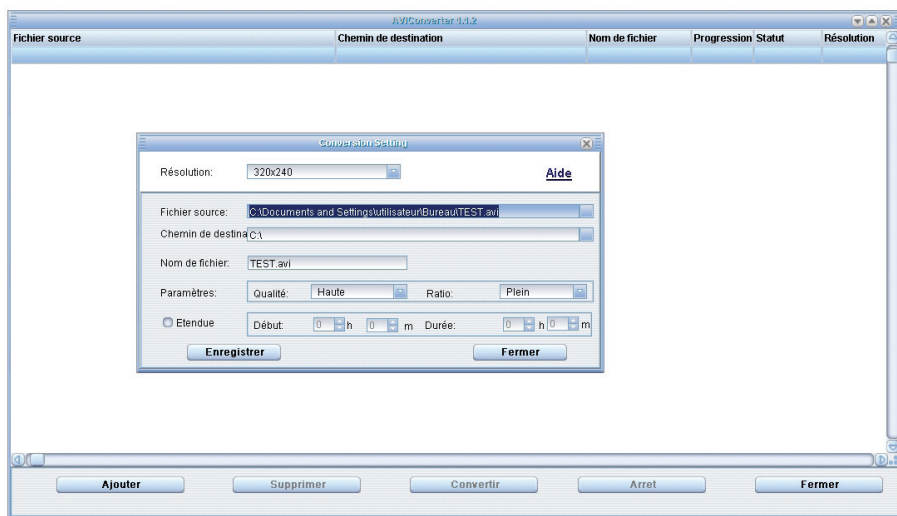 AVIConverter 4.1.2
Fichier source Chemin de destination Nom de fichier Progression Statut Résolution
Conversion Setting
Résolution: 320x240 Aide
Fichier source: C:\Documents and Settings\utilisateur\Bureau\TEST.avi
Chemin de destina C:\
Nom de fichier: TEST.avi
Paramètres: Qualité: Haute Ratio: Plein
Etendue Début: 0 h 0 m Durée: 0 h 0 m
Enregistrer Fermer
Ajouter Supprimer Convertir Arret Fermer